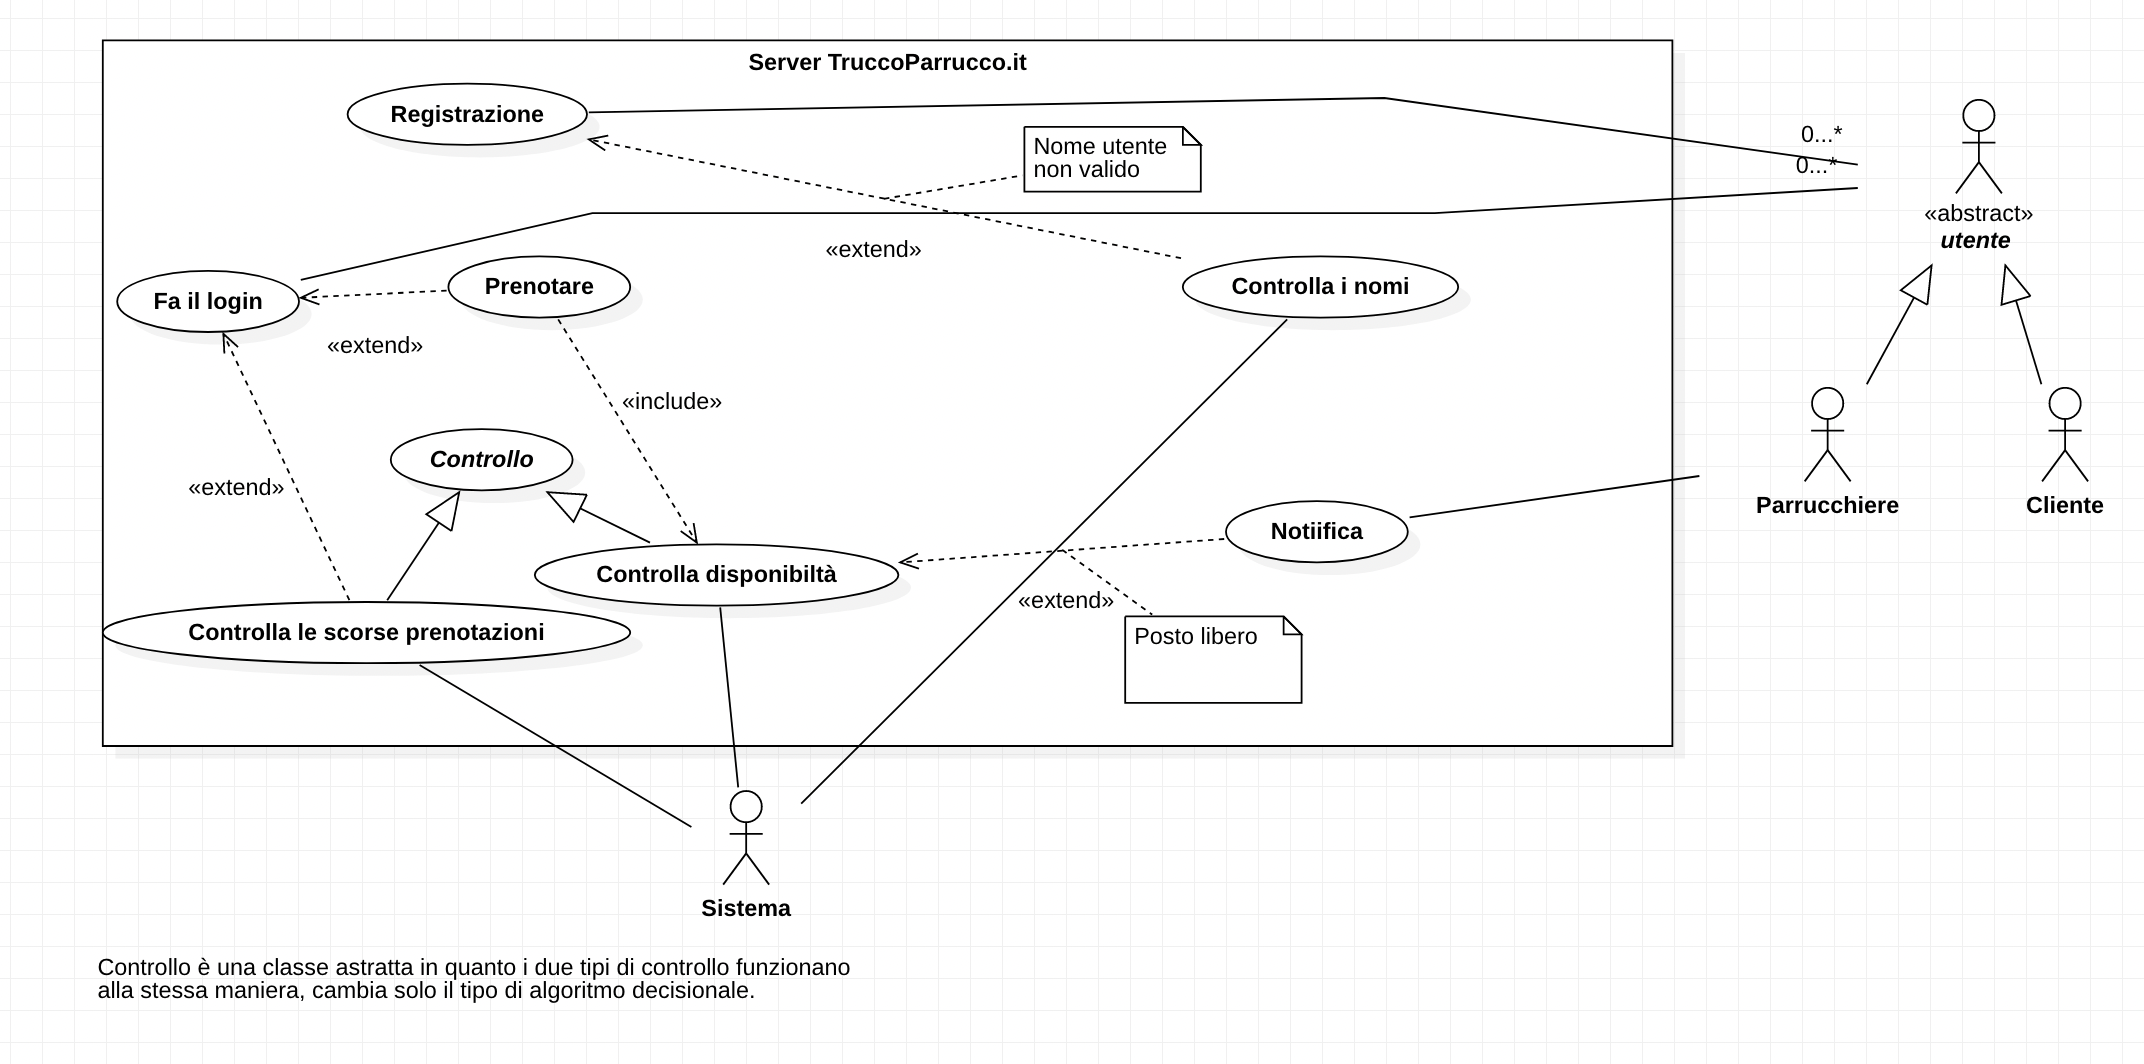 Server TruccoParrucco.it
Registrazione
Nome utente
non valido
0...*
0...*
«abstract»
utente
«extend»
Fa il login
Prenotare
Controlla i nomi
«extend»
«include»
Controllo
«extend»
Notiifica
Parrucchiere
Cliente
Controlla disponibiltà
«extend»
Controlla le scorse prenotazioni
Posto libero
Sistema
Controllo è una classe astratta in quanto i due tipi di controllo funzionano
alla stessa maniera, cambia solo il tipo di algoritmo decisionale.